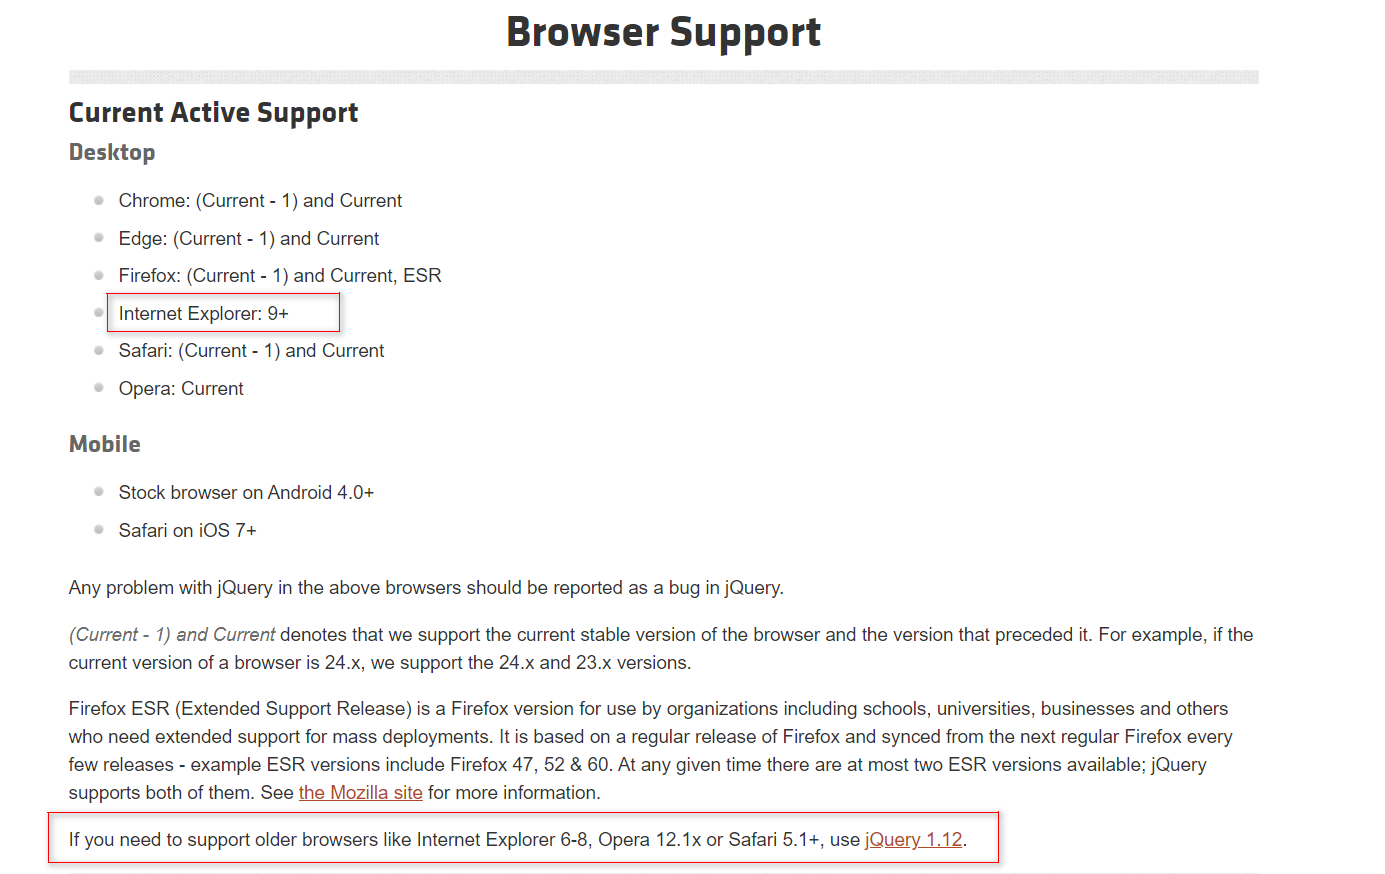 Browser Support
Current Active Support
Desktop
Chrome: (Current - 1) and Current
Edge: (Current - 1) and Current
Firefox: (Current - 1) and Current, ESR
Internet Explorer: 9+
Safari: (Current - 1) and Current
Opera: Current
Mobile
Stock browser on Android 4.0+
Safari on iOS 7+
Any problem with jQuery in the above browsers should be reported as a bug in jQuery.
(Current - 1) and Current denotes that we support the current stable version of the browser and the version that preceded it. For example, if the
current version of a browser is 24.x, we support the 24.x and 23.x versions.
Firefox ESR (Extended Support Release) is a Firefox version for use by organizations including schools, universities, businesses and others
who need extended support for mass deployments. It is based on a regular release of Firefox and synced from the next regular Firefox every
few releases - example ESR versions include Firefox 47, 52 & 60. At any given time there are at most two ESR versions available; jQuery
supports both of them. See the Mozilla site for more information.
If you need to support older browsers like Internet Explorer 6-8, Opera 12.1x or Safari 5.1+, use jQuery 1.12.